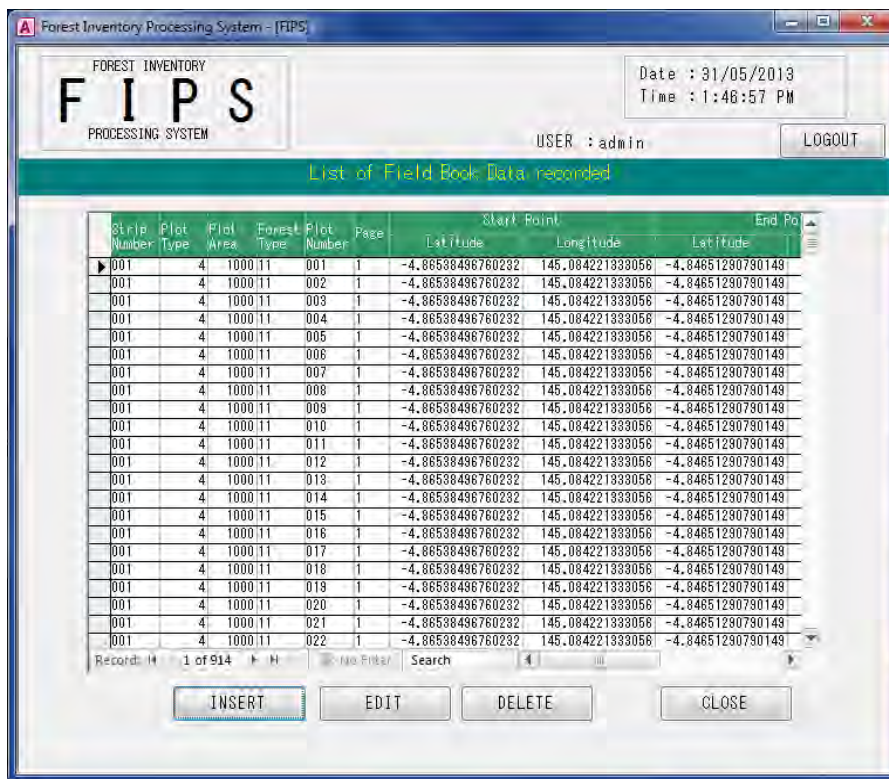 Forest Inventory Processing System - [FIPS]
FOREST INVENTORY
F I P S
PROCESSING SYSTEM
Date : 31/05/2013
Time : 1:46:57 PM
USER : admin
LOGOUT
List of Field Book Data recorded
Start Point End Po
Strip Plot Plot Forest Plot Page
Number Type Area Type Number Latitude Longitude Latitude
001 4 1000 11 001 1 -4.86538496760232 145.084221333056 -4.84651290790149
001 4 1000 11 002 1 -4.86538496760232 145.084221333056 -4.84651290790149
001 4 1000 11 003 1 -4.86538496760232 145.084221333056 -4.84651290790149
001 4 1000 11 004 1 -4.86538496760232 145.084221333056 -4.84651290790149
001 4 1000 11 005 1 -4.86538496760232 145.084221333056 -4.84651290790149
001 4 1000 11 006 1 -4.86538496760232 145.084221333056 -4.84651290790149
001 4 1000 11 007 1 -4.86538496760232 145.084221333056 -4.84651290790149
001 4 1000 11 008 1 -4.86538496760232 145.084221333056 -4.84651290790149
001 4 1000 11 009 1 -4.86538496760232 145.084221333056 -4.84651290790149
001 4 1000 11 010 1 -4.86538496760232 145.084221333056 -4.84651290790149
001 4 1000 11 011 1 -4.86538496760232 145.084221333056 -4.84651290790149
001 4 1000 11 012 1 -4.86538496760232 145.084221333056 -4.84651290790149
001 4 1000 11 013 1 -4.86538496760232 145.084221333056 -4.84651290790149
001 4 1000 11 014 1 -4.86538496760232 145.084221333056 -4.84651290790149
001 4 1000 11 015 1 -4.86538496760232 145.084221333056 -4.84651290790149
001 4 1000 11 016 1 -4.86538496760232 145.084221333056 -4.84651290790149
001 4 1000 11 017 1 -4.86538496760232 145.084221333056 -4.84651290790149
001 4 1000 11 018 1 -4.86538496760232 145.084221333056 -4.84651290790149
001 4 1000 11 019 1 -4.86538496760232 145.084221333056 -4.84651290790149
001 4 1000 11 020 1 -4.86538496760232 145.084221333056 -4.84651290790149
001 4 1000 11 021 1 -4.86538496760232 145.084221333056 -4.84651290790149
001 4 1000 11 022 1 -4.86538496760232 145.084221333056 -4.84651290790149
Record: 1 of 914 No Filter Search
INSERT EDIT DELETE CLOSE